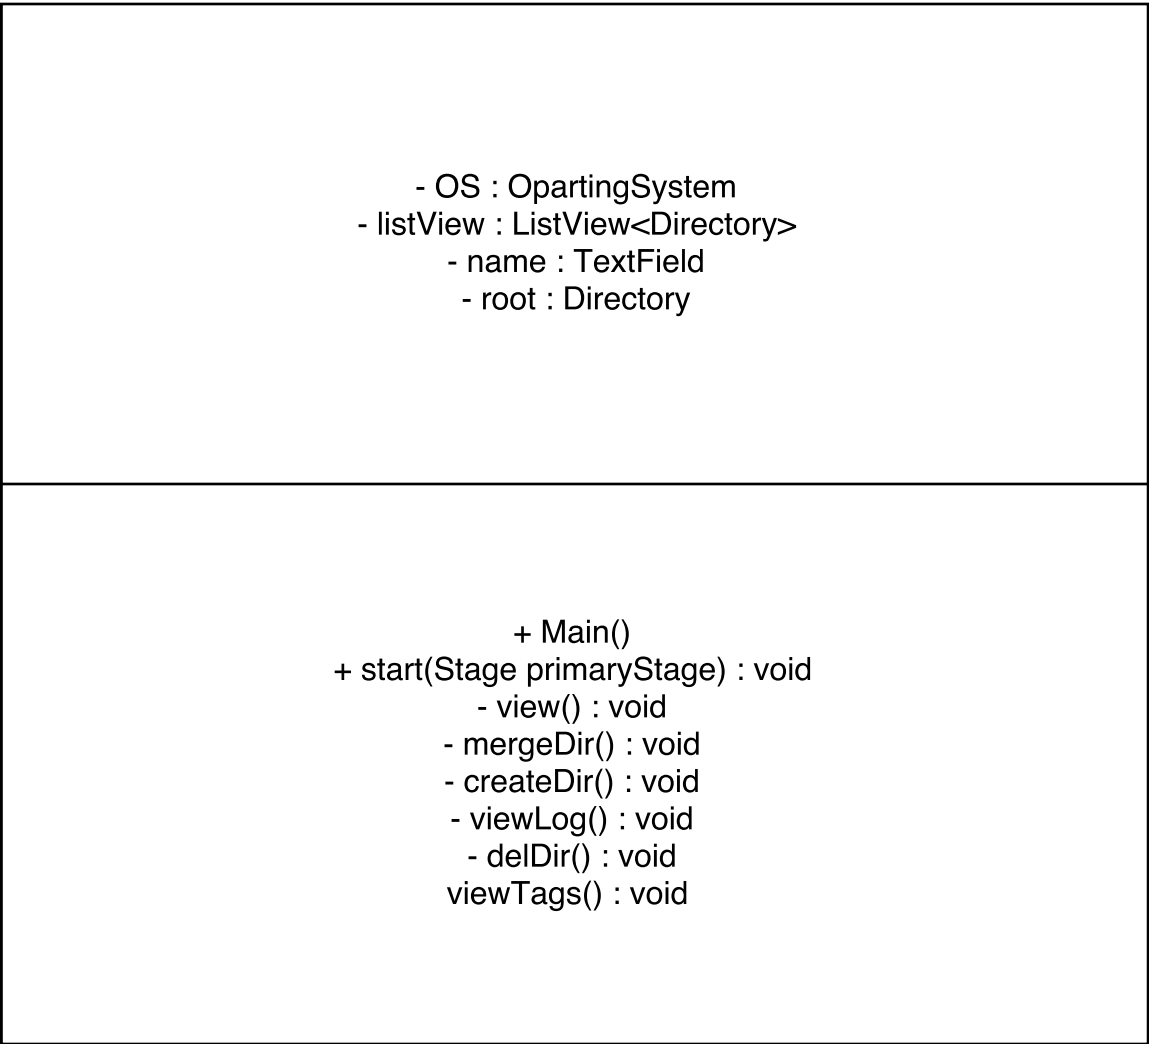 - OS : OpartingSystem
- listView : ListView<Directory>
- name : TextField
- root : Directory
+ Main()
+ start(Stage primaryStage) : void
- view() : void
- mergeDir() : void
- createDir() : void
- viewLog() : void
- delDir() : void
viewTags() : void